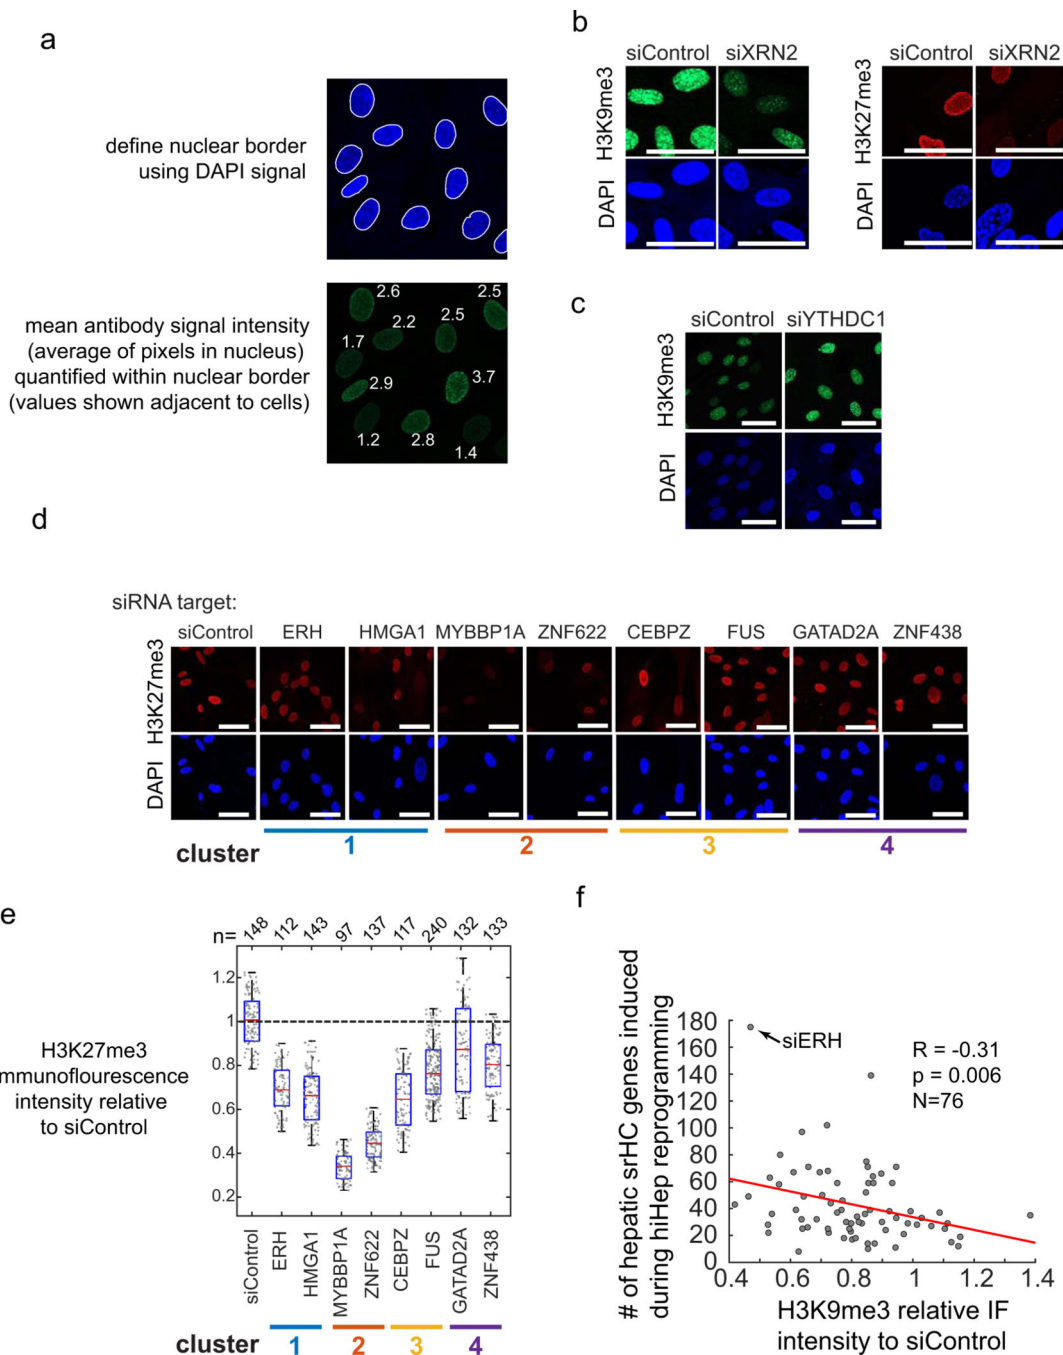 a
define nuclear border
using DAPI signal
mean antibody signal intensity
(average of pixels in nucleus)
quantified within nuclear border
(values shown adjacent to cells)
2.6
2.5
2.2
2.5
1.7
2.9
3.7
1.2
2.8
1.4
b
siControl siXRN2
H3K9me3
DAPI
siControl siXRN2
H3K27me3
DAPI
c
siControl siYTHDC1
H3K9me3
DAPI
d
siRNA target:
siControl ERH HMGA1 MYBBP1A ZNF622 CEBPZ FUS GATAD2A ZNF438
H3K27me3
DAPI
cluster 1 2 3 4
e
n= 148 112 143 97 137 117 240 132 133
H3K27me3
mmunoflourescence
intensity relative
to siControl
1.2
1
0.8
0.6
0.4
0.2
siControl ERH HMGA1 MYBBP1A ZNF622 CEBPZ FUS GATAD2A ZNF438
cluster 1 2 3 4
f
# of hepatic srHC genes induced
during hiHep reprogramming
180
160
140
120
100
80
60
40
20
0
siERH
R = -0.31
p = 0.006
N=76
0.4 0.6 0.8 1 1.2 1.4
H3K9me3 relative IF
intensity to siControl